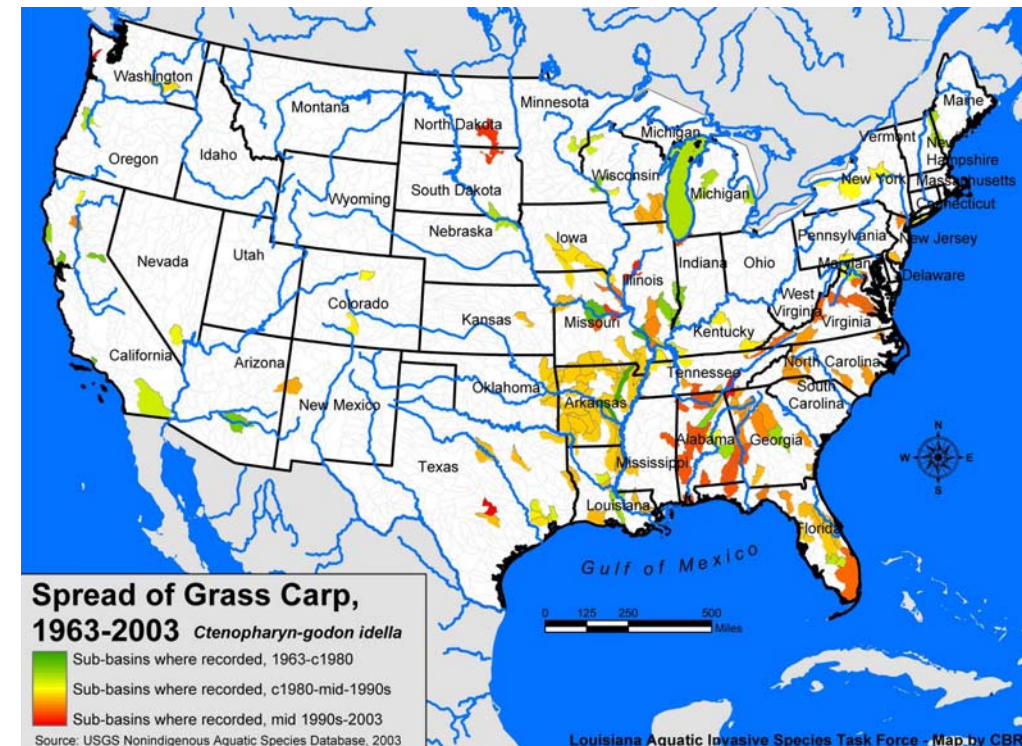 Washington
Montana
North Dakota
Minnesota
Michigan
Maine
Vermont
New
Hampshire
Oregon
Idaho
Wyoming
South Dakota
Wisconsin
Michigan
New York
Massachusetts
Connecticut
Nebraska
Iowa
Pennsylvania
New Jersey
Nevada
Utah
Illinois
Indiana
Ohio
Maryland
Delaware
Colorado
Kansas
Missouri
West
Virginia
Virginia
Kentucky
California
Arizona
New Mexico
Oklahoma
Arkansas
Tennessee
North Carolina
South
Carolina
Texas
Mississippi
Alabama
Georgia
Louisiana
Florida
N
W
E
S
Gulf of Mexico
0 125 250 500
Miles
Spread of Grass Carp,
1963-2003 Ctenopharyn-godon idella
Sub-basins where recorded, 1963-c1980
Sub-basins where recorded, c1980-mid-1990s
Sub-basins where recorded, mid 1990s-2003
Source: USGS Nonindigenous Aquatic Species Database, 2003
Louisiana Aquatic Invasive Species Task Force - Map by CBR